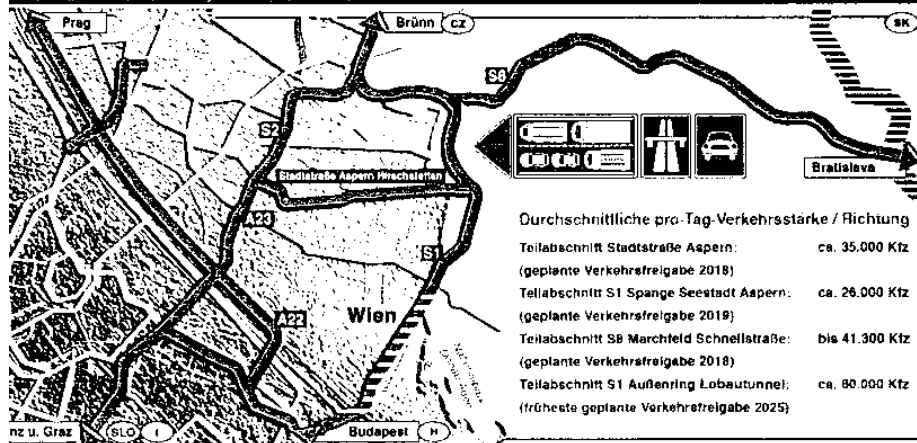 Prag
Brünn CZ
SK
S8
S2
Stadtstraße Aspern Hirschstetten
Bratislava
A23
Durchschnittliche pro-Tag-Verkehrsstärke / Richtung
Teilabschnitt Stadtstraße Aspern: ca. 35.000 Kfz
(geplante Verkehrsfreigabe 2018)
S1
Teilabschnitt S1 Spange Seestadt Aspern: ca. 26.000 Kfz
(geplante Verkehrsfreigabe 2019)
Wien
A22
Teilabschnitt S8 Marchfeld Schnellstraße: bis 41.300 Kfz
(geplante Verkehrsfreigabe 2018)
Teilabschnitt S1 Außenring Lobautunnel: ca. 60.000 Kfz
(früheste geplante Verkehrsfreigabe 2025)
nz u. Graz SLO I
Budapest H